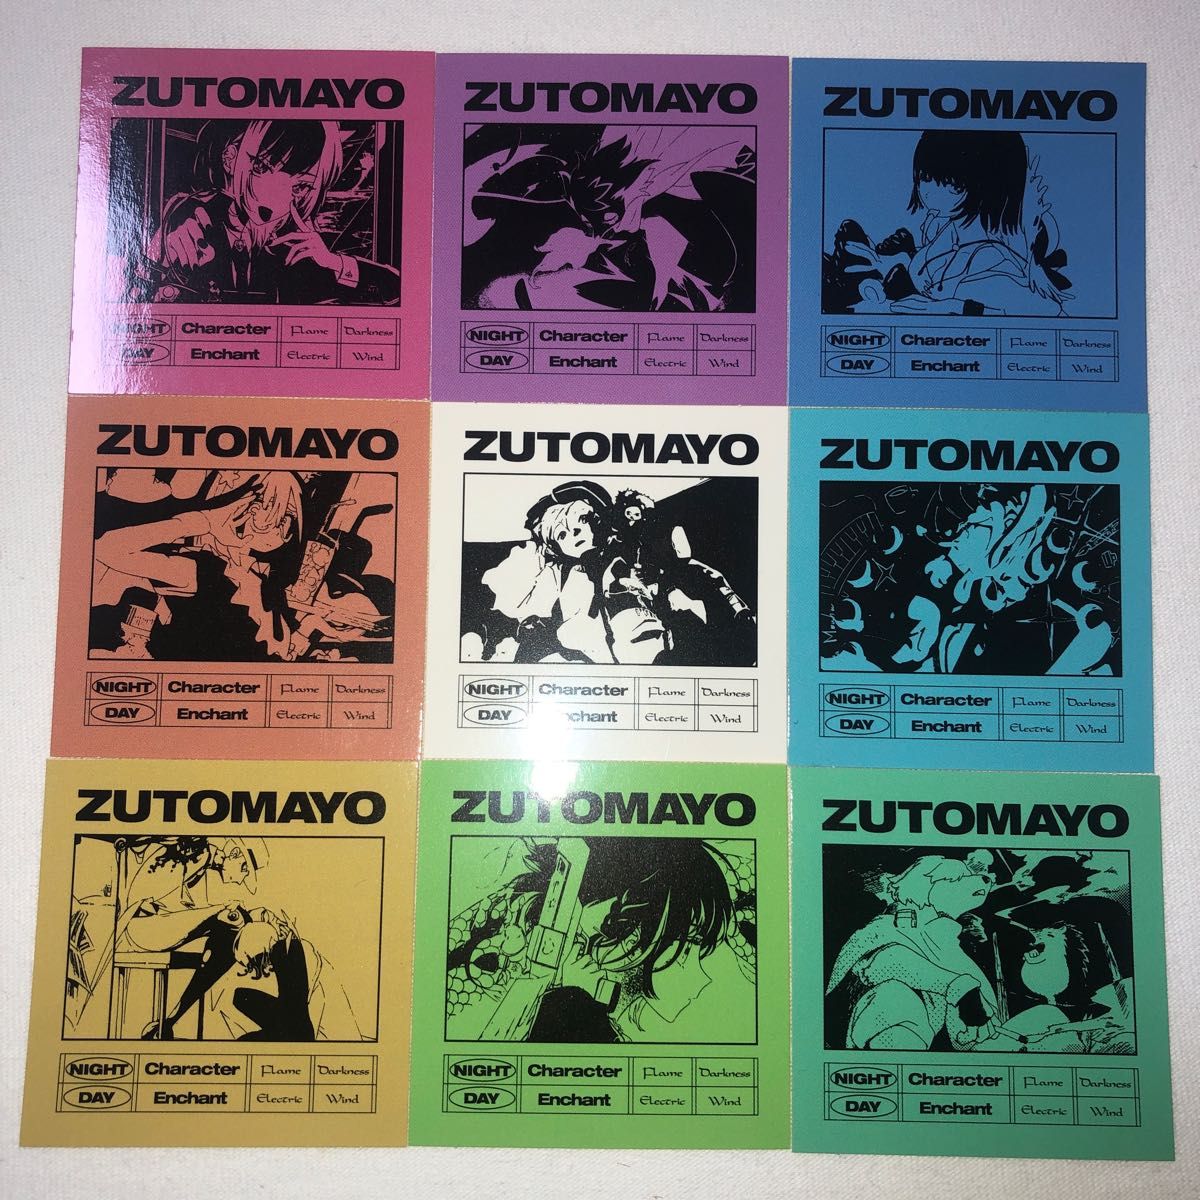 ZUTOMAYO
NIGHT Character Flame Darkness
DAY Enchant Electric Wind
ZUTOMAYO
NIGHT Character Flame Darkness
DAY Enchant Electric Wind
ZUTOMAYO
NIGHT Character Flame Darkness
DAY Enchant Electric Wind
ZUTOMAYO
NIGHT Character Flame Darkness
DAY Enchant Electric Wind
ZUTOMAYO
NIGHT Character Flame Darkness
DAY Enchant Electric Wind
ZUTOMAYO
NIGHT Character Flame Darkness
DAY Enchant Electric Wind
ZUTOMAYO
NIGHT Character Flame Darkness
DAY Enchant Electric Wind
ZUTOMAYO
NIGHT Character Flame Darkness
DAY Enchant Electric Wind
ZUTOMAYO
NIGHT Character Flame Darkness
DAY Enchant Electric Wind